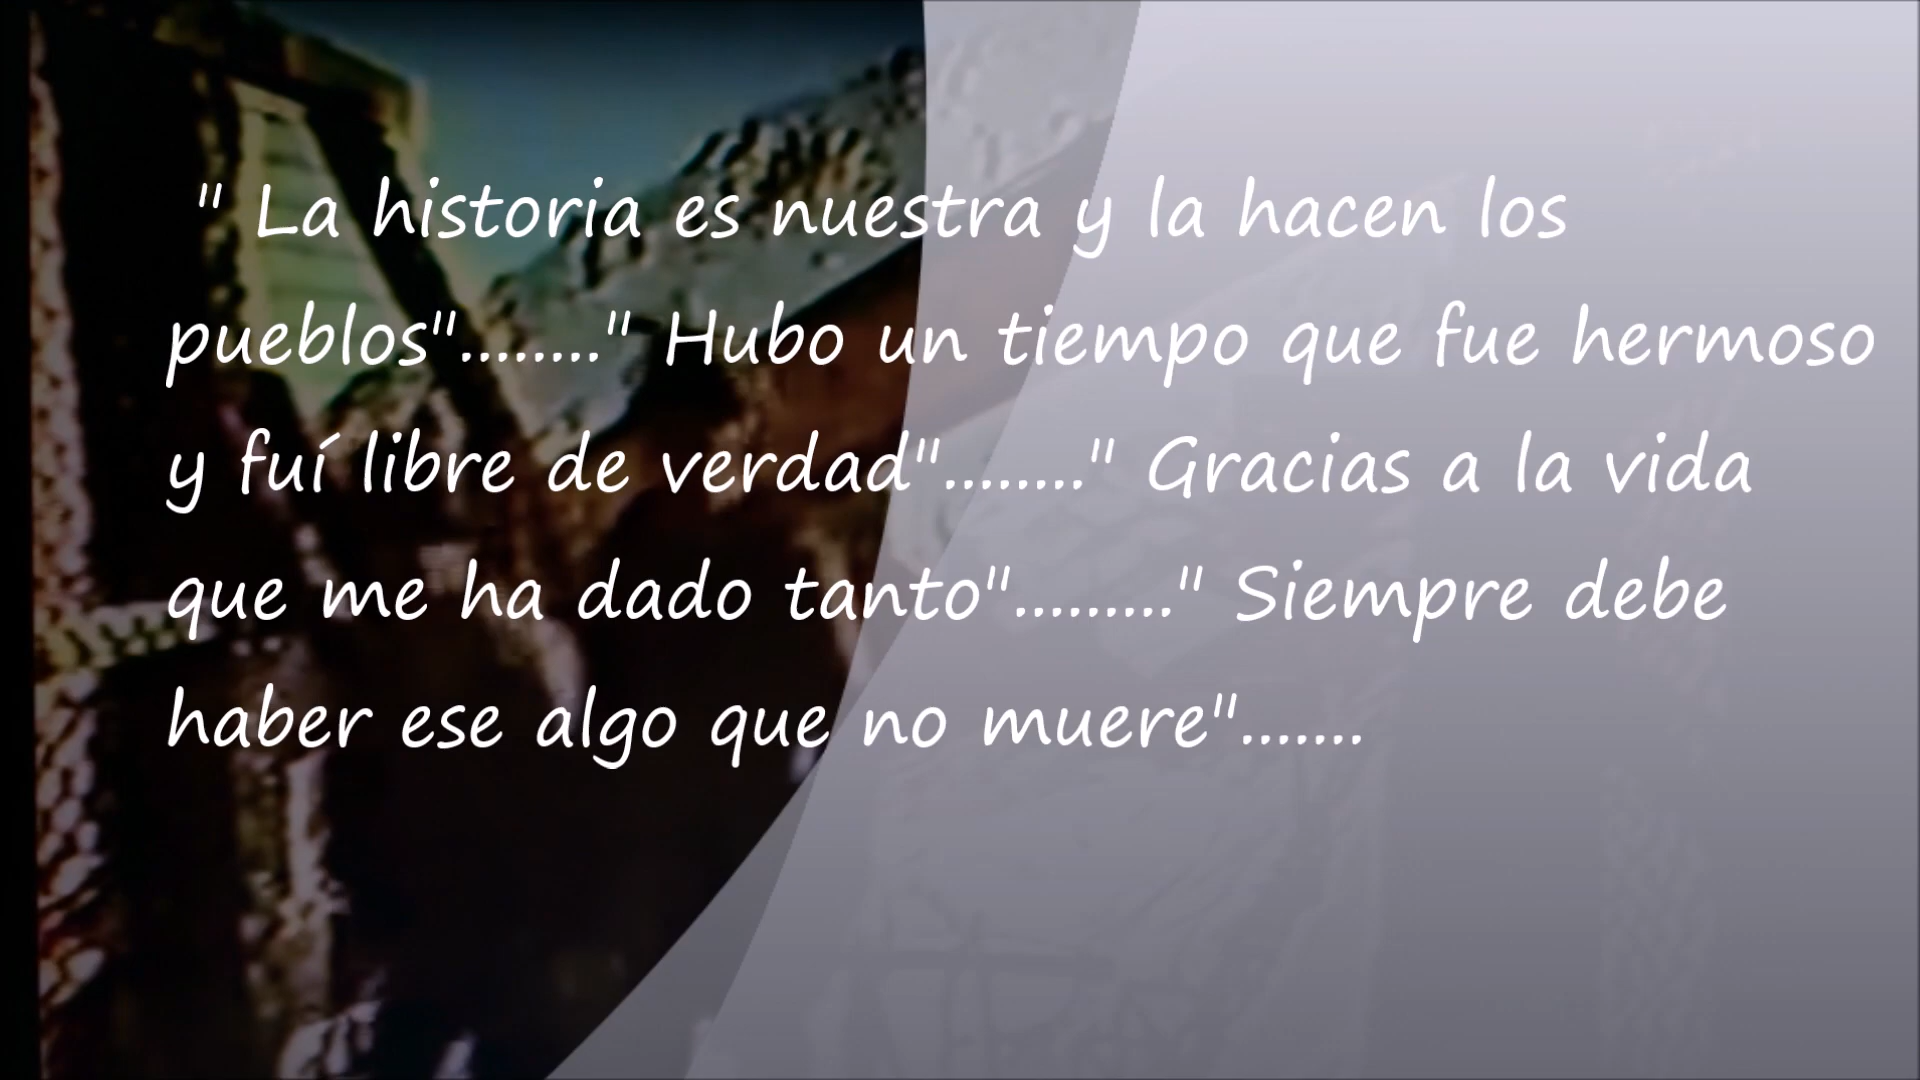 " La historia es nuestra y la hacen los
pueblos"........" Hubo un tiempo que fue hermoso
y fuí libre de verdad"........" Gracias a la vida
que me ha dado tanto"........." Siempre debe
haber ese algo que no muere".......